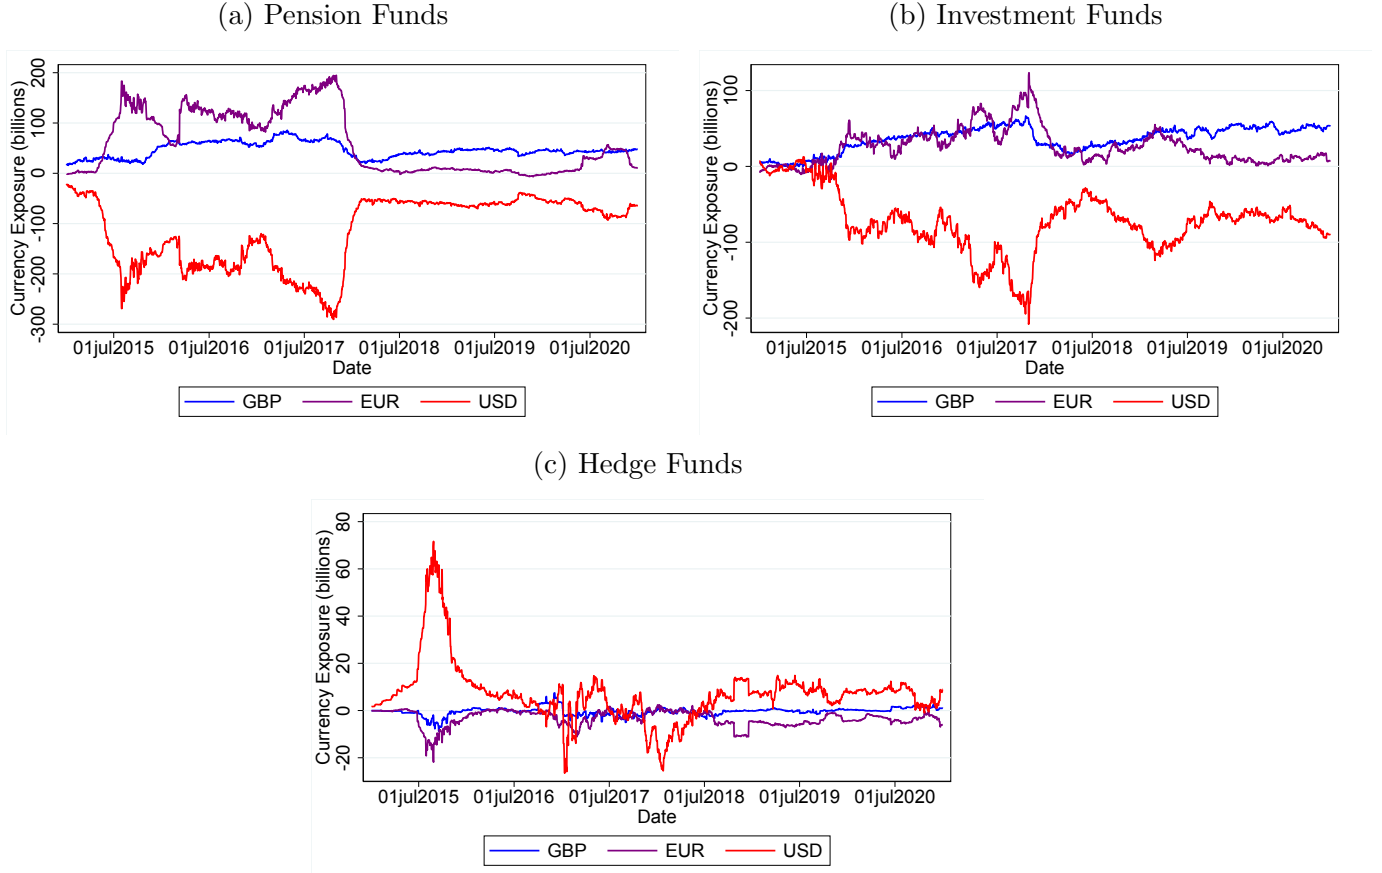 (a) Pension Funds
Currency Exposure (billions)
200
100
0
-100
-200
-300
01jul2015 01jul2016 01jul2017 01jul2018 01jul2019 01jul2020
Date
GBP EUR USD
(b) Investment Funds
Currency Exposure (billions)
100
0
-100
-200
01jul2015 01jul2016 01jul2017 01jul2018 01jul2019 01jul2020
Date
GBP EUR USD
(c) Hedge Funds
Currency Exposure (billions)
80
60
40
20
0
-20
01jul2015 01jul2016 01jul2017 01jul2018 01jul2019 01jul2020
Date
GBP EUR USD